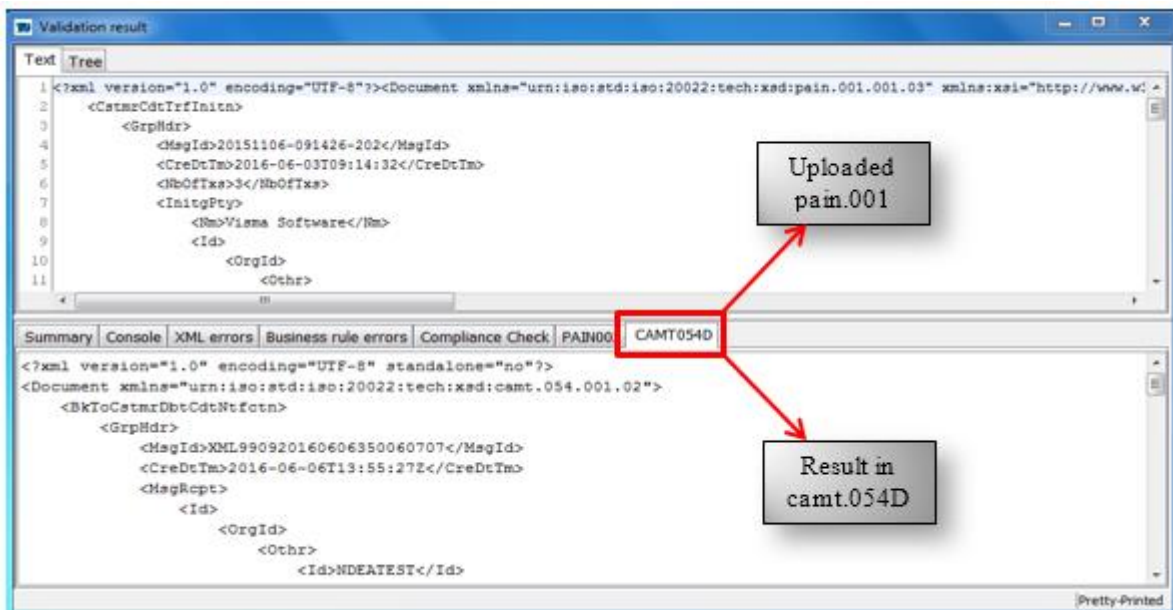 Validation result
Text Tree
1 <?xml version="1.0" encoding="UTF-8"?><Document xmlns="urn:iso:std:iso:20022:tech:xsd:pain.001.001.03" xmlns:xsi="http://www.w3
2 <CstmrCdtTrfInitn>
3 <GrpHdr>
4 <MsgId>20151106-091426-202</MsgId>
5 <CreDtTm>2016-06-03T09:14:32</CreDtTm>
6 <NbOfTxs>3</NbOfTxs>
7 <InitgPty>
8 <Nm>Visma Software</Nm>
9 <Id>
10 <OrgId>
11 <Othr>
Uploaded
pain.001
Summary Console XML errors Business rule errors Compliance Check PAIN00 CAMT054D
<?xml version="1.0" encoding="UTF-8" standalone="no"?>
<Document xmlns="urn:iso:std:iso:20022:tech:xsd:camt.054.001.02">
<BkToCstmrDbtCdtNtfctn>
<GrpHdr>
<MsgId>XML990920160606350060707</MsgId>
<CreDtTm>2016-06-06T13:55:27Z</CreDtTm>
<MsgRcpt>
<Id>
<OrgId>
<Othr>
<Id>NDEATEST</Id>
Result in
camt.054D
Pretty-Printed